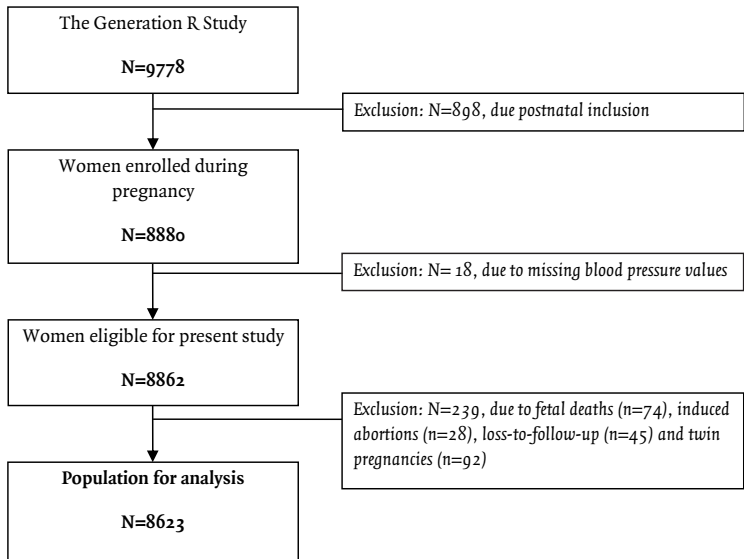 The Generation R Study
N=9778
Exclusion: N=898, due postnatal inclusion
Women enrolled during
pregnancy
N=8880
Exclusion: N= 18, due to missing blood pressure values
Women eligible for present study
N=8862
Exclusion: N=239, due to fetal deaths (n=74), induced
abortions (n=28), loss-to-follow-up (n=45) and twin
pregnancies (n=92)
Population for analysis
N=8623